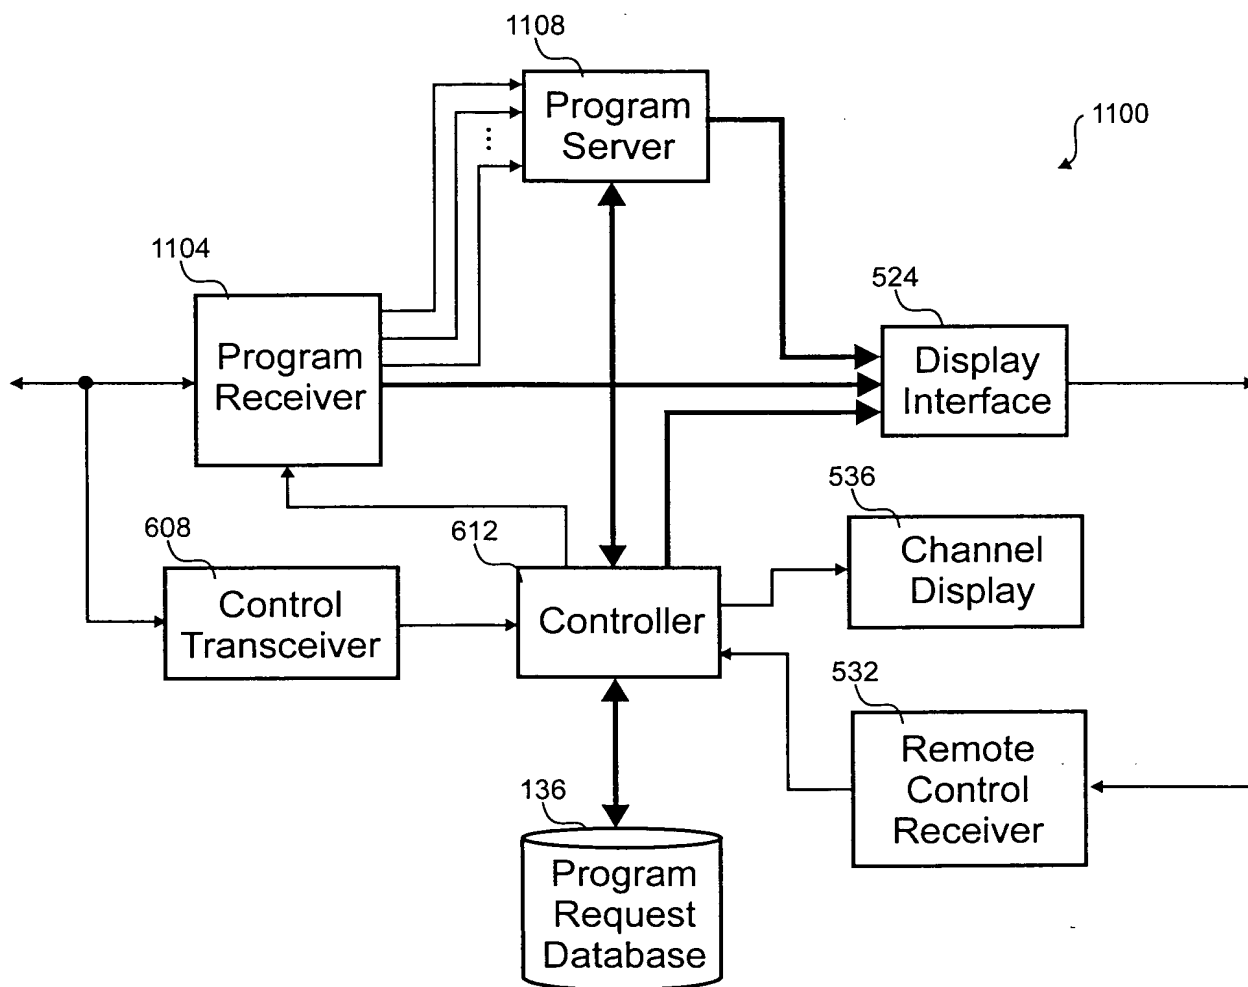 1108
Program
Server
1100
1104
Program
Receiver
524
Display
Interface
536
Channel
Display
608
Control
Transceiver
612
Controller
532
Remote
Control
Receiver
136
Program
Request
Database